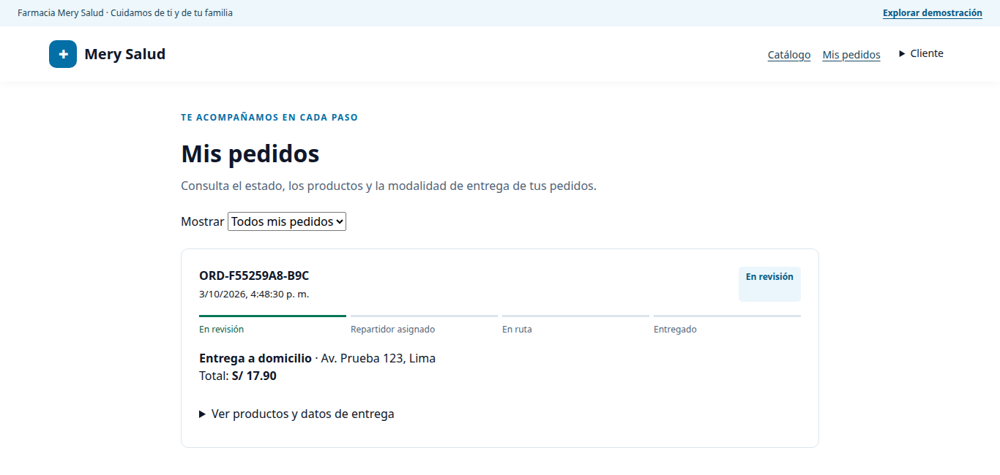 Farmacia Mery Salud · Cuidamos de ti y de tu familia
Explorar demostración
+ Mery Salud
Catálogo Mis pedidos ▶ Cliente
TE ACOMPAÑAMOS EN CADA PASO
Mis pedidos
Consulta el estado, los productos y la modalidad de entrega de tus pedidos.
Mostrar Todos mis pedidos
ORD-F55259A8-B9C
En revisión
3/10/2026, 4:48:30 p. m.
En revisión Repartidor asignado En ruta Entregado
Entrega a domicilio · Av. Prueba 123, Lima
Total: S/ 17.90
▶ Ver productos y datos de entrega